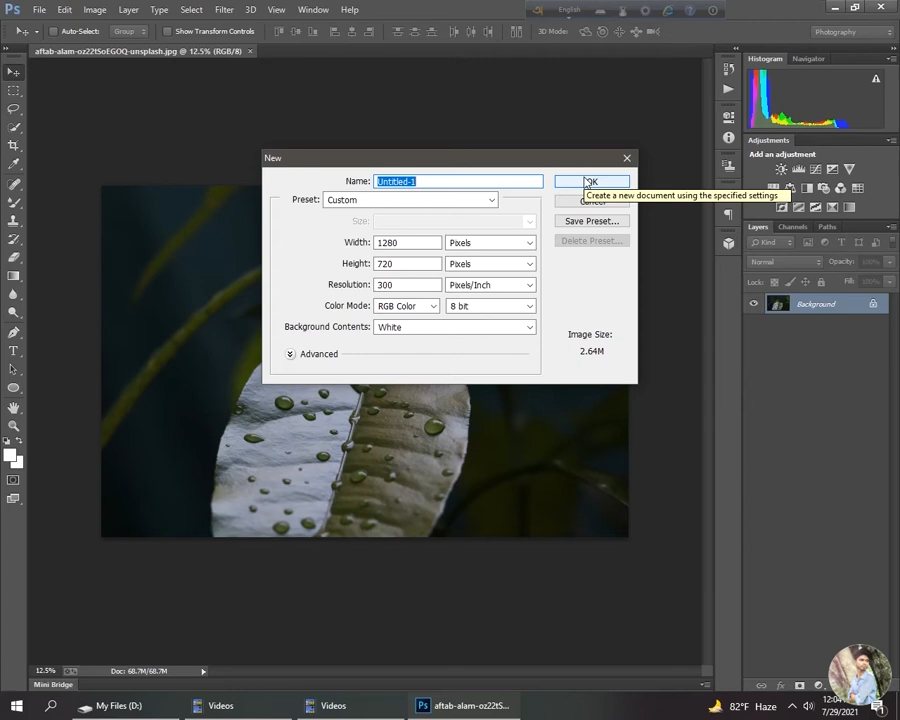 Ps File Edit Image Layer Type Select Filter 3D View Window Help English
Auto-Select: Group Show Transform Controls 3D Mode: Photography
aftab-alam-oz22tSoEGOQ-unsplash.jpg @ 12.5% (RGB/8) ×
Histogram Navigator
New
Adjustments
Add an adjustment
Name: Untitled-1 OK
Create a new document using the specified settings
Preset: Custom Cancel
Size: Save Preset...
Width: 1280 Pixels Delete Preset...
Height: 720 Pixels
Resolution: 300 Pixels/Inch
Color Mode: RGB Color 8 bit
Background Contents: White
Image Size:
2.64M
Advanced
Layers Channels Paths
Kind
Normal Opacity: 100%
Lock: Fill: 100%
Background
12.5% Doc: 68.7M/68.7M
Mini Bridge
My Files (D:) Videos Videos Ps aftab-alam-oz22tS... 82°F Haze
7/29/2021